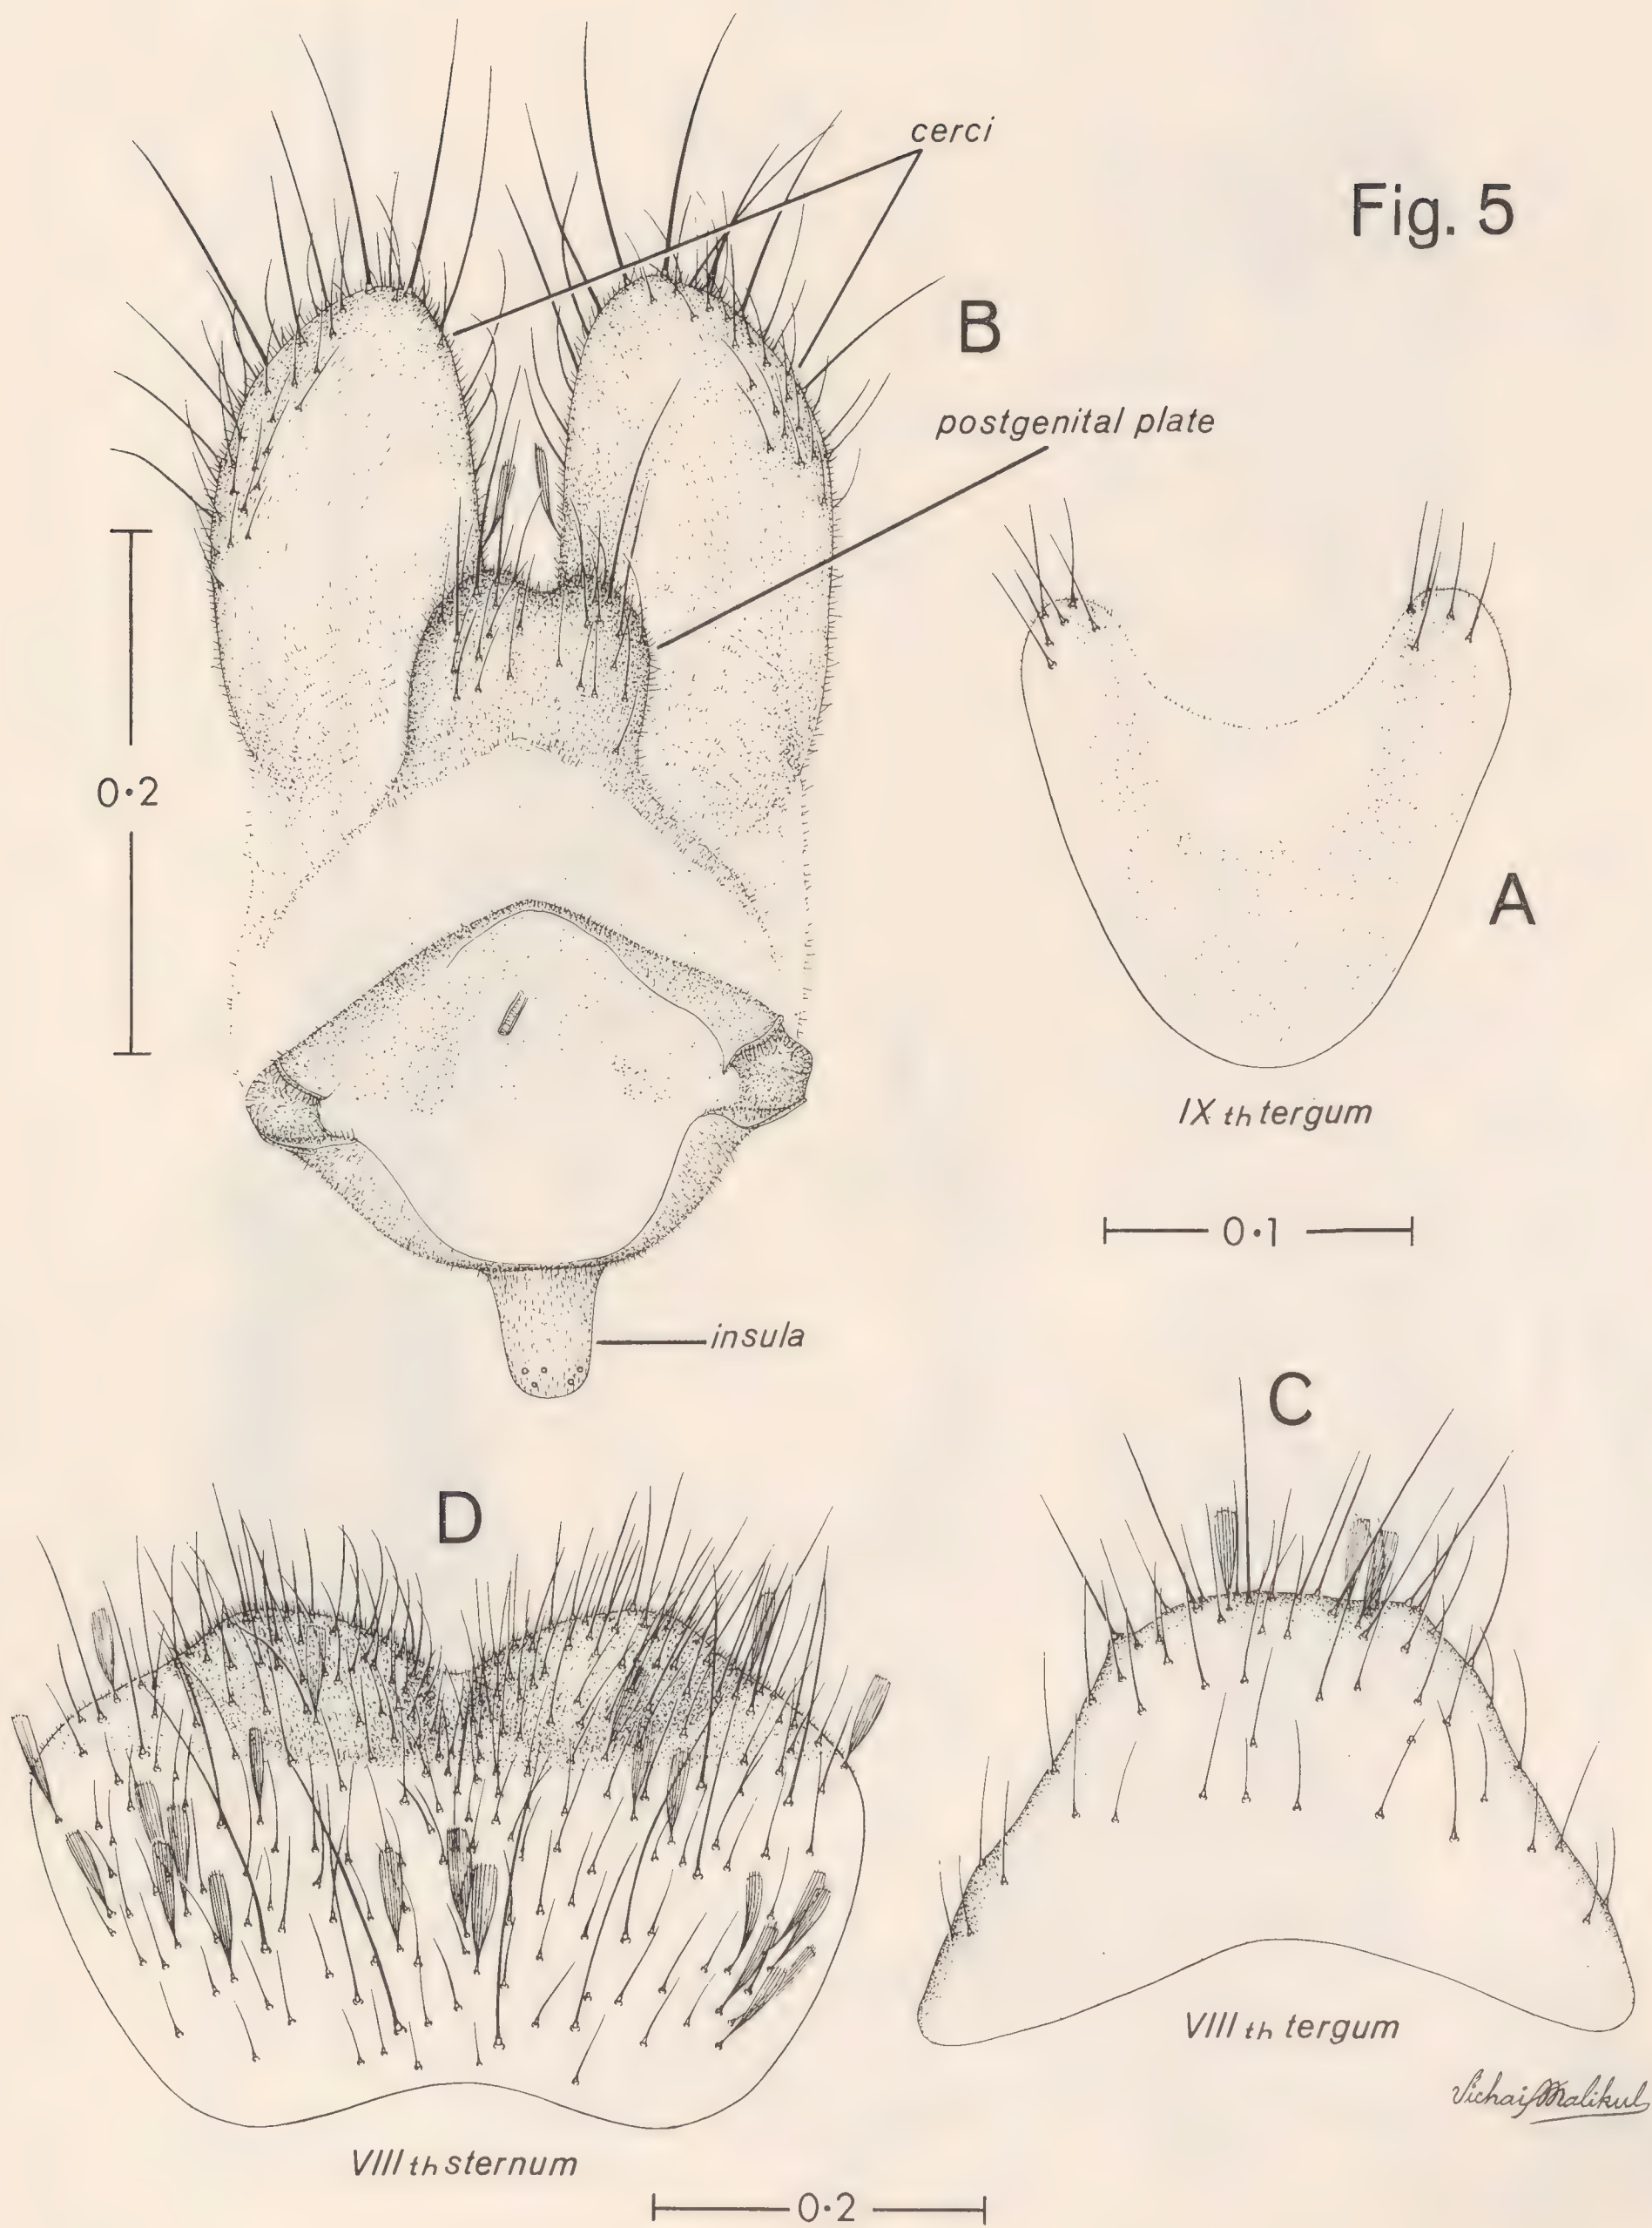 cerci
Fig. 5
B
postgenital plate
0·2
A
IX th tergum
0·1
insula
C
D
VIII th tergum
Vichai Malikul
VIII th sternum
0·2